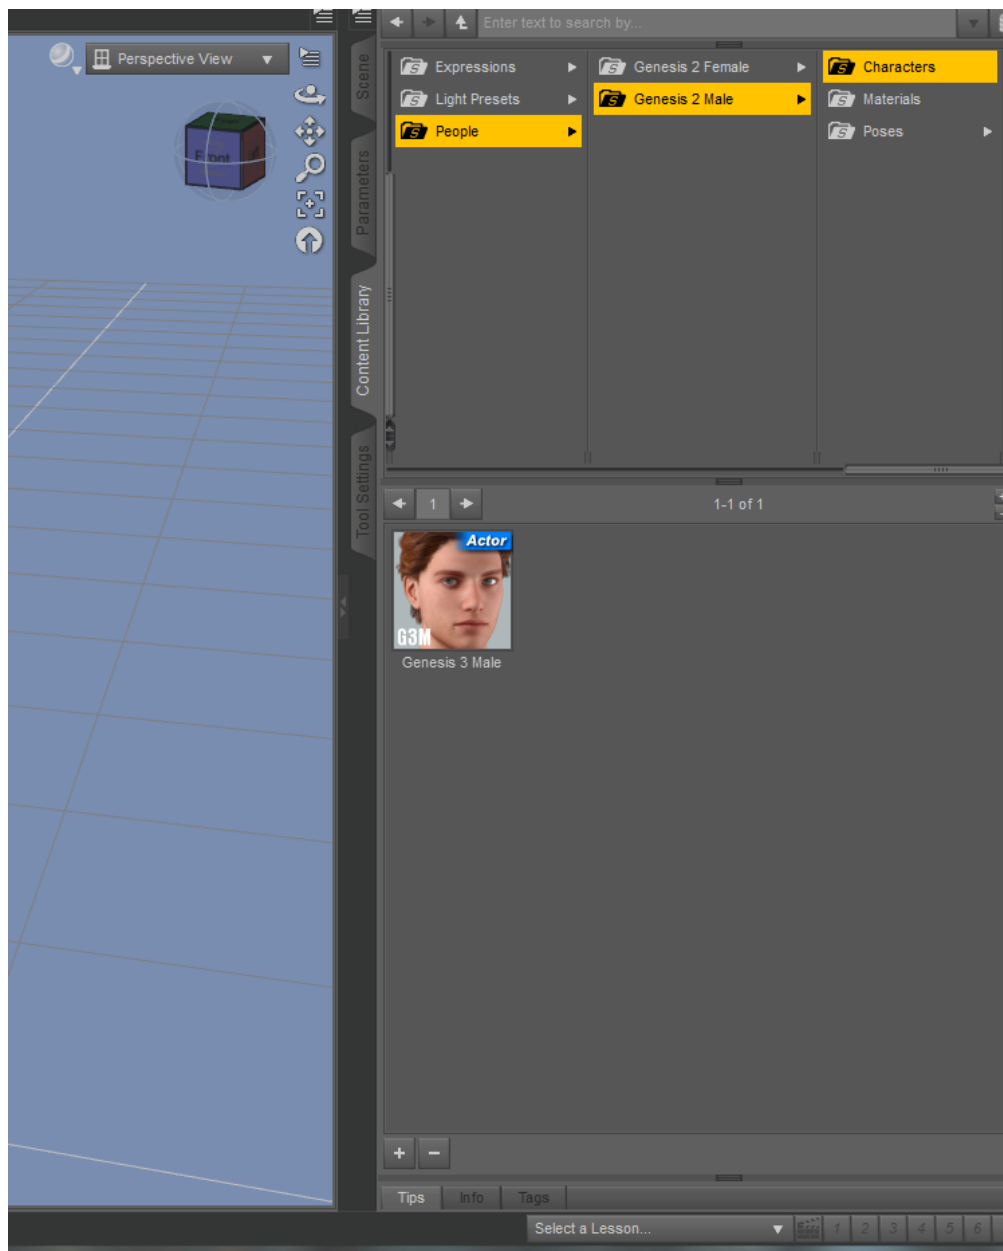 Enter text to search by...
Perspective View
Front
Scene
Parameters
Content Library
Tool Settings
Expressions
Light Presets
People
Genesis 2 Female
Genesis 2 Male
Characters
Materials
Poses
1
1-1 of 1
Actor
G3M
Genesis 3 Male
Tips Info Tags
Select a Lesson...
1 2 3 4 5 6